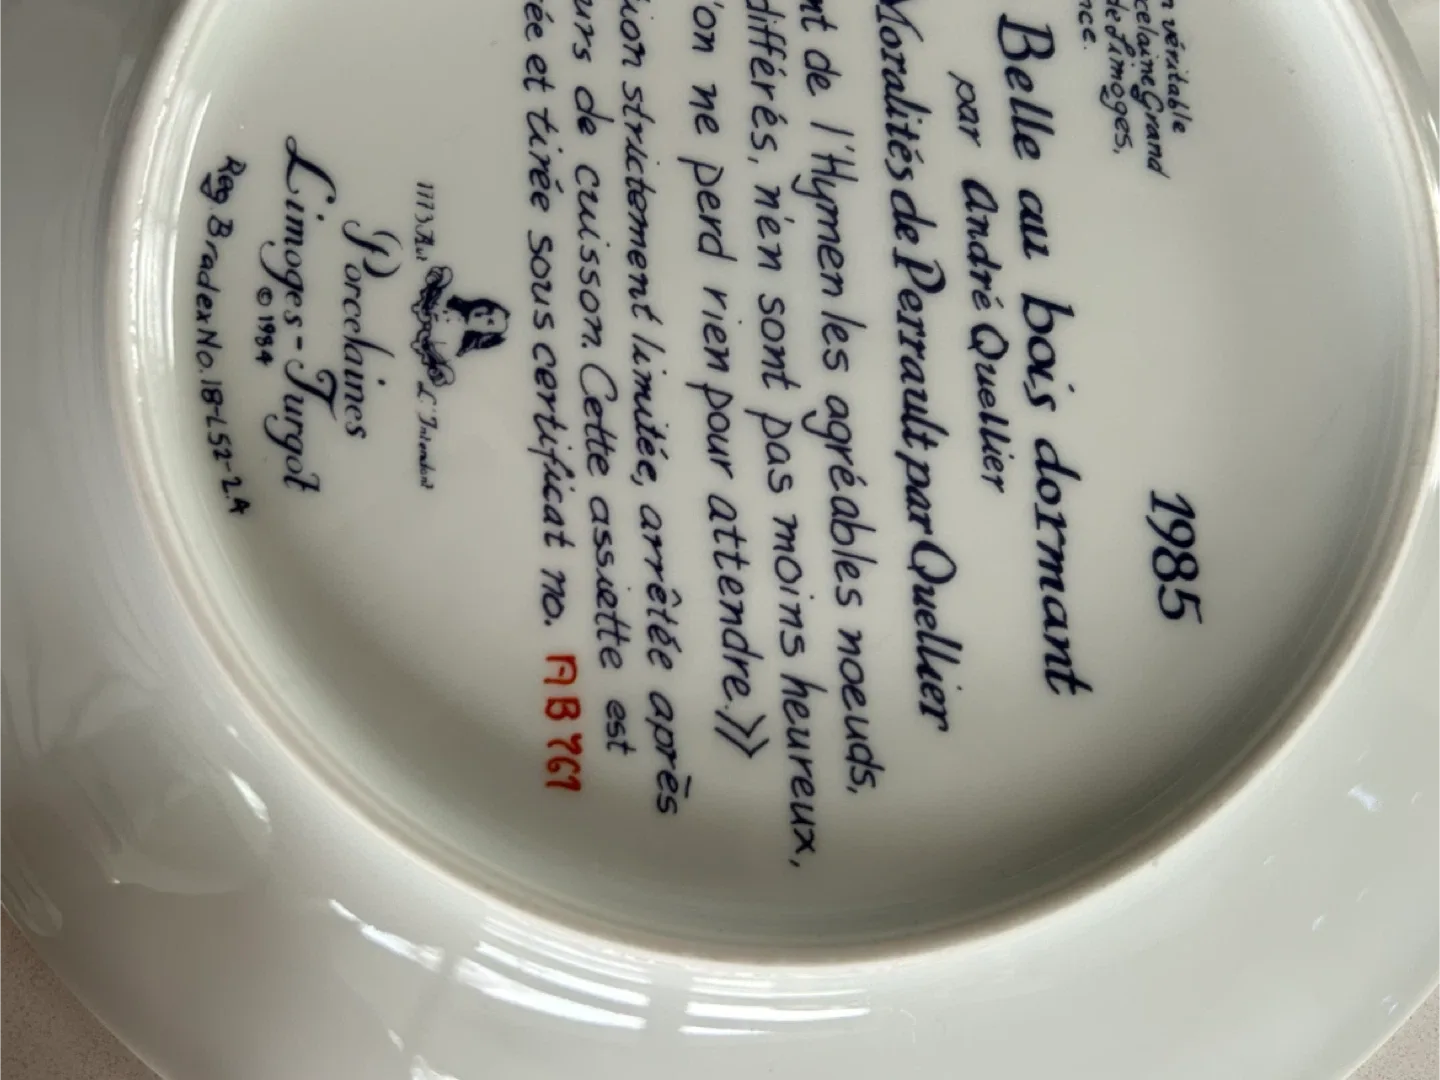 1985
n véritable
celaine Grand
de Limoges,
nce.
Belle au bois dormant
par André Quellier
Moralités de Perrault par Quellier
nt de l'Hymen les agréables noeuds,
différés, n'en sont pas moins heureux,
'on ne perd rien pour attendre.»
ion strictement limitée, arrêtée après
urs de cuisson. Cette assiette est
ée et tirée sous certificat no. AB 761
1773. Aut L'Intendant
Porcelaines
Limoges-Turgot
© 1984
Reg BradexNo.18-L52-2.4